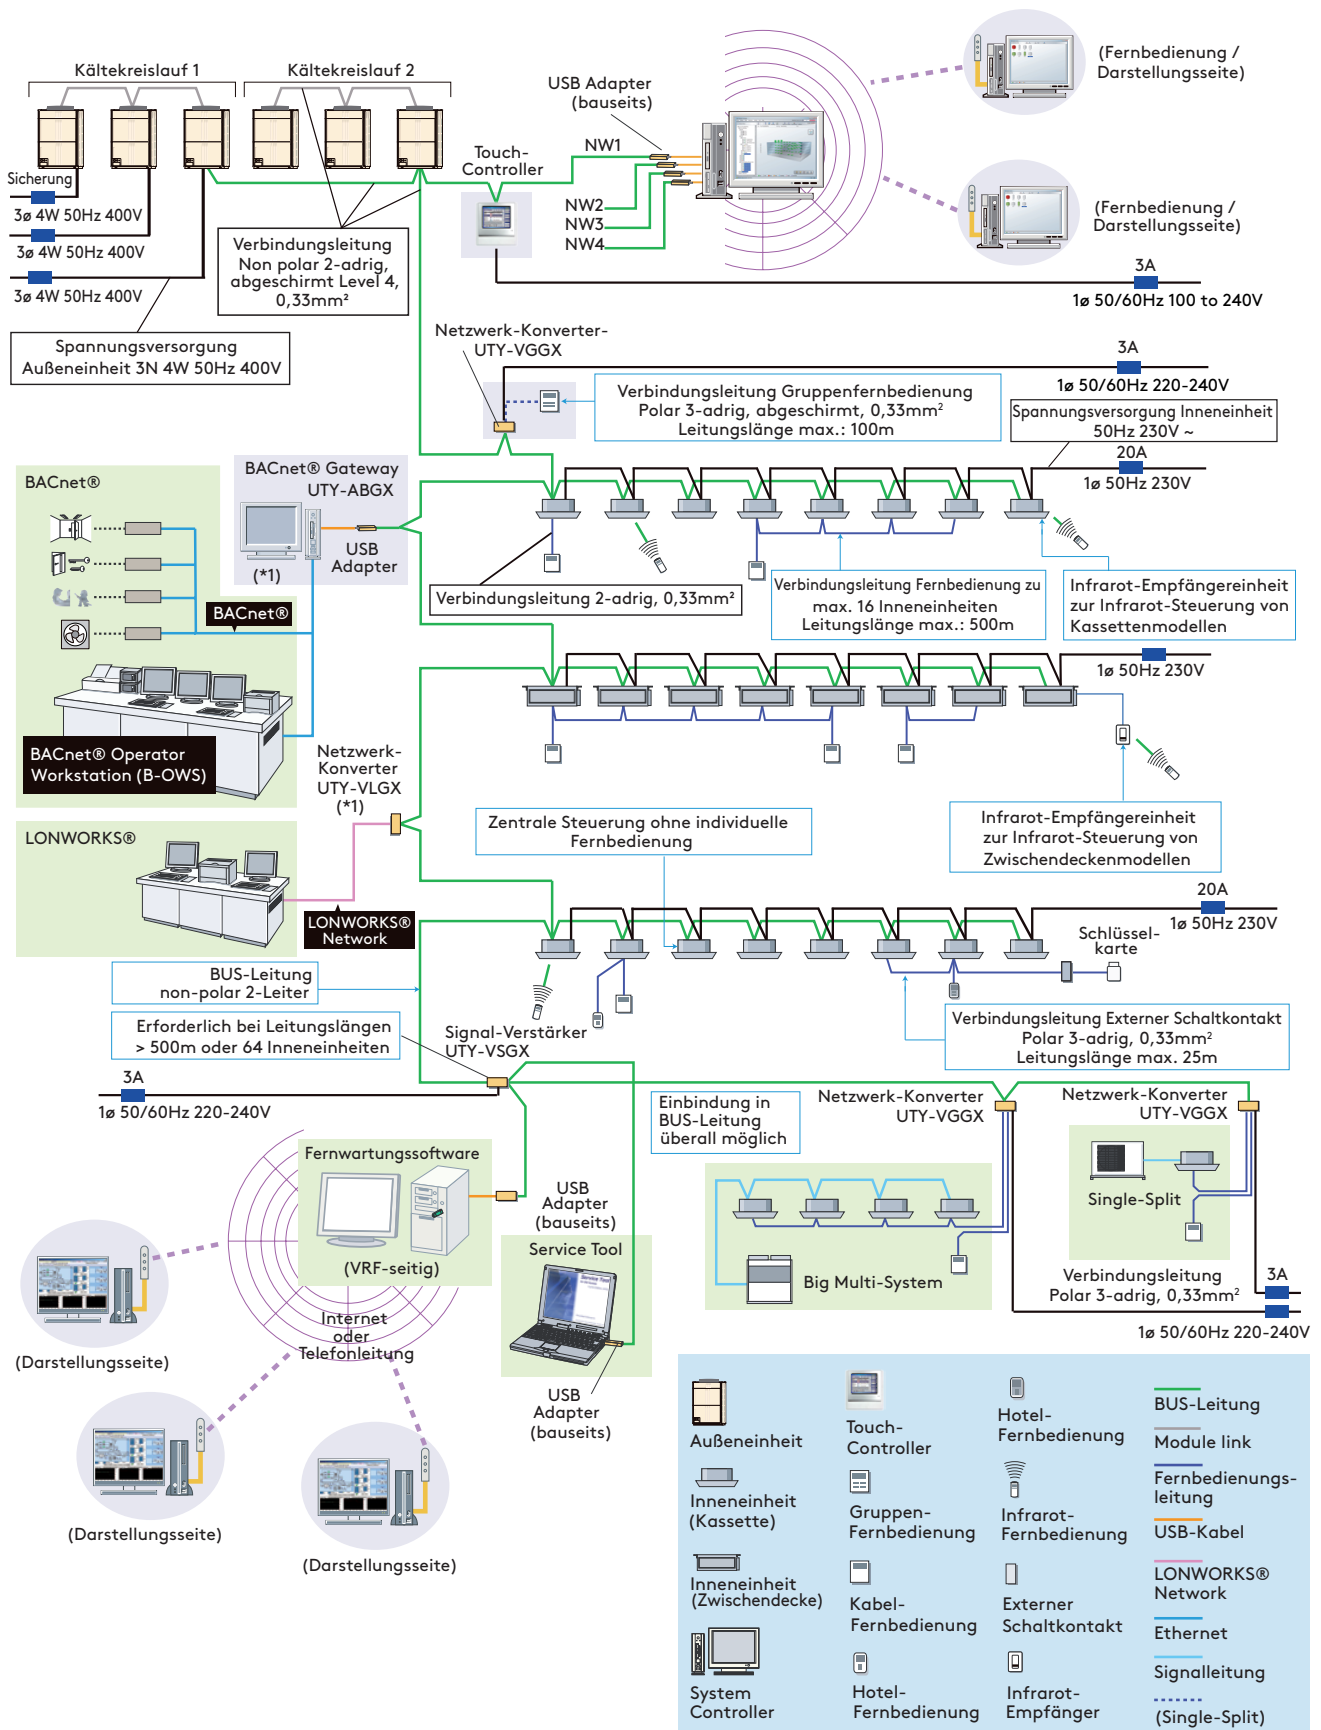 Kältekreislauf 1
Kältekreislauf 2
USB Adapter
(bauseits)
(Fernbedienung /
Darstellungsseite)
NW1
Touch-
Controller
Sicherung
3ø 4W 50Hz 400V
3ø 4W 50Hz 400V
3ø 4W 50Hz 400V
NW2
NW3
NW4
(Fernbedienung /
Darstellungsseite)
Verbindungsleitung
Non polar 2-adrig,
abgeschirmt Level 4,
0,33mm²
3A
1ø 50/60Hz 100 to 240V
Spannungsversorgung
Außeneinheit 3N 4W 50Hz 400V
Netzwerk-Konverter-
UTY-VGGX
3A
1ø 50/60Hz 220-240V
Verbindungsleitung Gruppenfernbedienung
Polar 3-adrig, abgeschirmt, 0,33mm²
Leitungslänge max.: 100m
Spannungsversorgung Inneneinheit
50Hz 230V ~
20A
1ø 50Hz 230V
BACnet®
BACnet® Gateway
UTY-ABGX
USB
Adapter
(*1)
BACnet®
Verbindungsleitung 2-adrig, 0,33mm²
Verbindungsleitung Fernbedienung zu
max. 16 Inneneinheiten
Leitungslänge max.: 500m
Infrarot-Empfängereinheit
zur Infrarot-Steuerung von
Kassettenmodellen
1ø 50Hz 230V
BACnet® Operator
Workstation (B-OWS)
Netzwerk-
Konverter
UTY-VLGX
(*1)
Zentrale Steuerung ohne individuelle
Fernbedienung
Infrarot-Empfängereinheit
zur Infrarot-Steuerung von
Zwischendeckenmodellen
LONWORKS®
LONWORKS®
Network
20A
1ø 50Hz 230V
Schlüssel-
karte
BUS-Leitung
non-polar 2-Leiter
Erforderlich bei Leitungslängen
> 500m oder 64 Inneneinheiten
Signal-Verstärker
UTY-VSGX
Verbindungsleitung Externer Schaltkontakt
Polar 3-adrig, 0,33mm²
Leitungslänge max. 25m
3A
1ø 50/60Hz 220-240V
Einbindung in
BUS-Leitung
überall möglich
Netzwerk-Konverter
UTY-VGGX
Netzwerk-Konverter
UTY-VGGX
Fernwartungssoftware
(VRF-seitig)
USB
Adapter
(bauseits)
Service Tool
Service Tool
Single-Split
Big Multi-System
Verbindungsleitung
Polar 3-adrig, 0,33mm²
3A
1ø 50/60Hz 220-240V
Internet
oder
Telefonleitung
(Darstellungsseite)
USB
Adapter
(bauseits)
(Darstellungsseite)
(Darstellungsseite)
Außeneinheit
Touch-
Controller
Hotel-
Fernbedienung
BUS-Leitung
Module link
Inneneinheit
(Kassette)
Gruppen-
Fernbedienung
Infrarot-
Fernbedienung
Fernbedienungs-
leitung
USB-Kabel
Inneneinheit
(Zwischendecke)
Kabel-
Fernbedienung
Externer
Schaltkontakt
LONWORKS®
Network
Ethernet
System
Controller
Hotel-
Fernbedienung
Infrarot-
Empfänger
Signalleitung
(Single-Split)